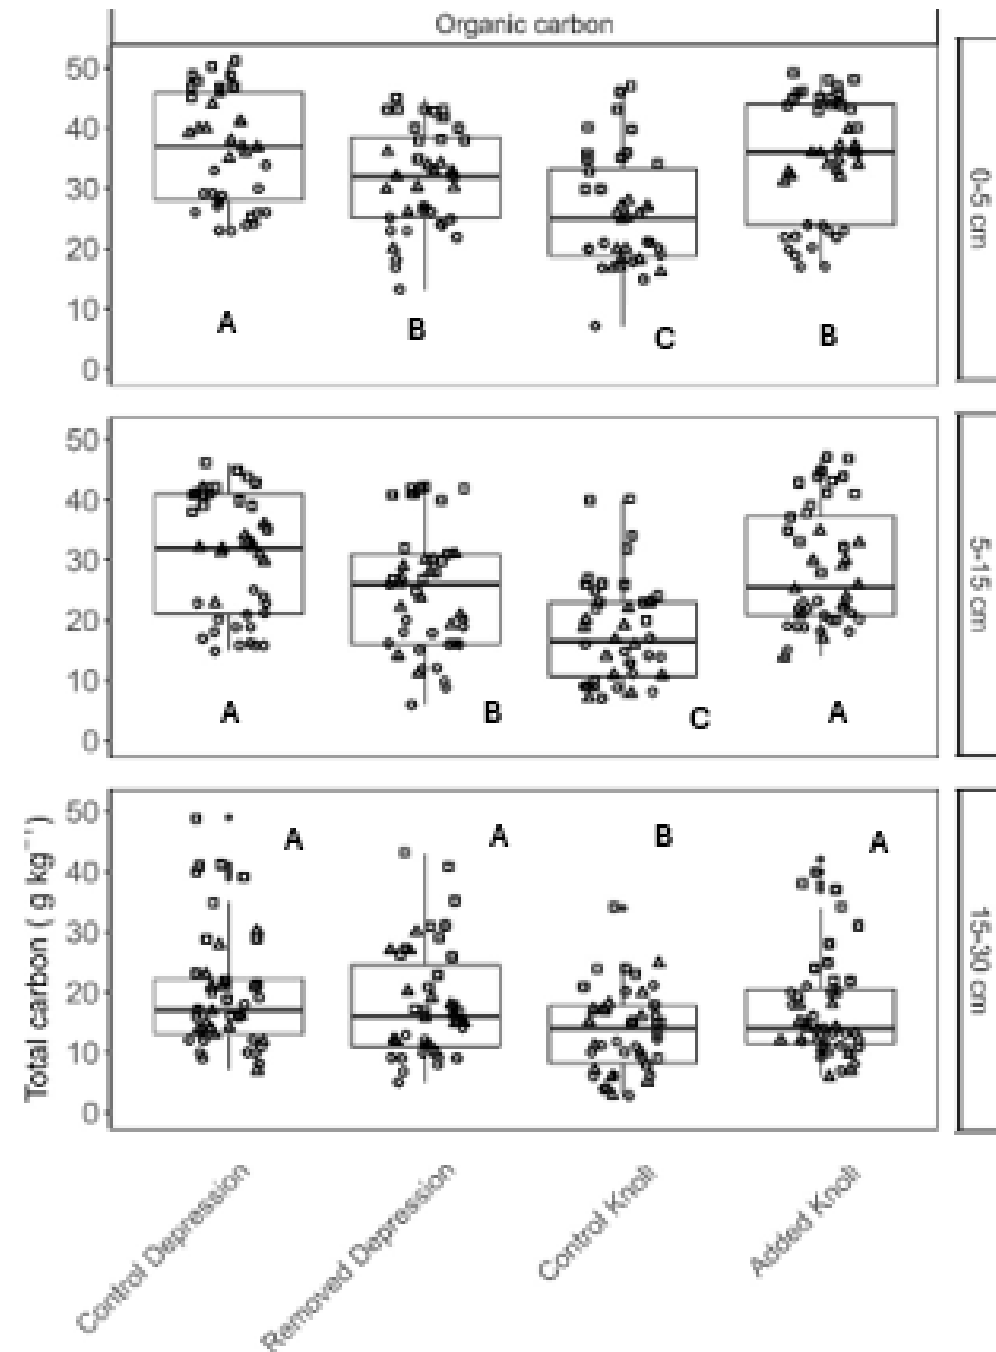 Organic carbon
50
40
30
20
10
0
A
B
C
B
0-5 cm
50
40
30
20
10
0
A
B
C
A
5-15 cm
50
40
30
20
10
0
A
A
B
A
15-30 cm
Total carbon ( g kg⁻¹)
Control Depression
Removed Depression
Control Knoll
Added Knoll